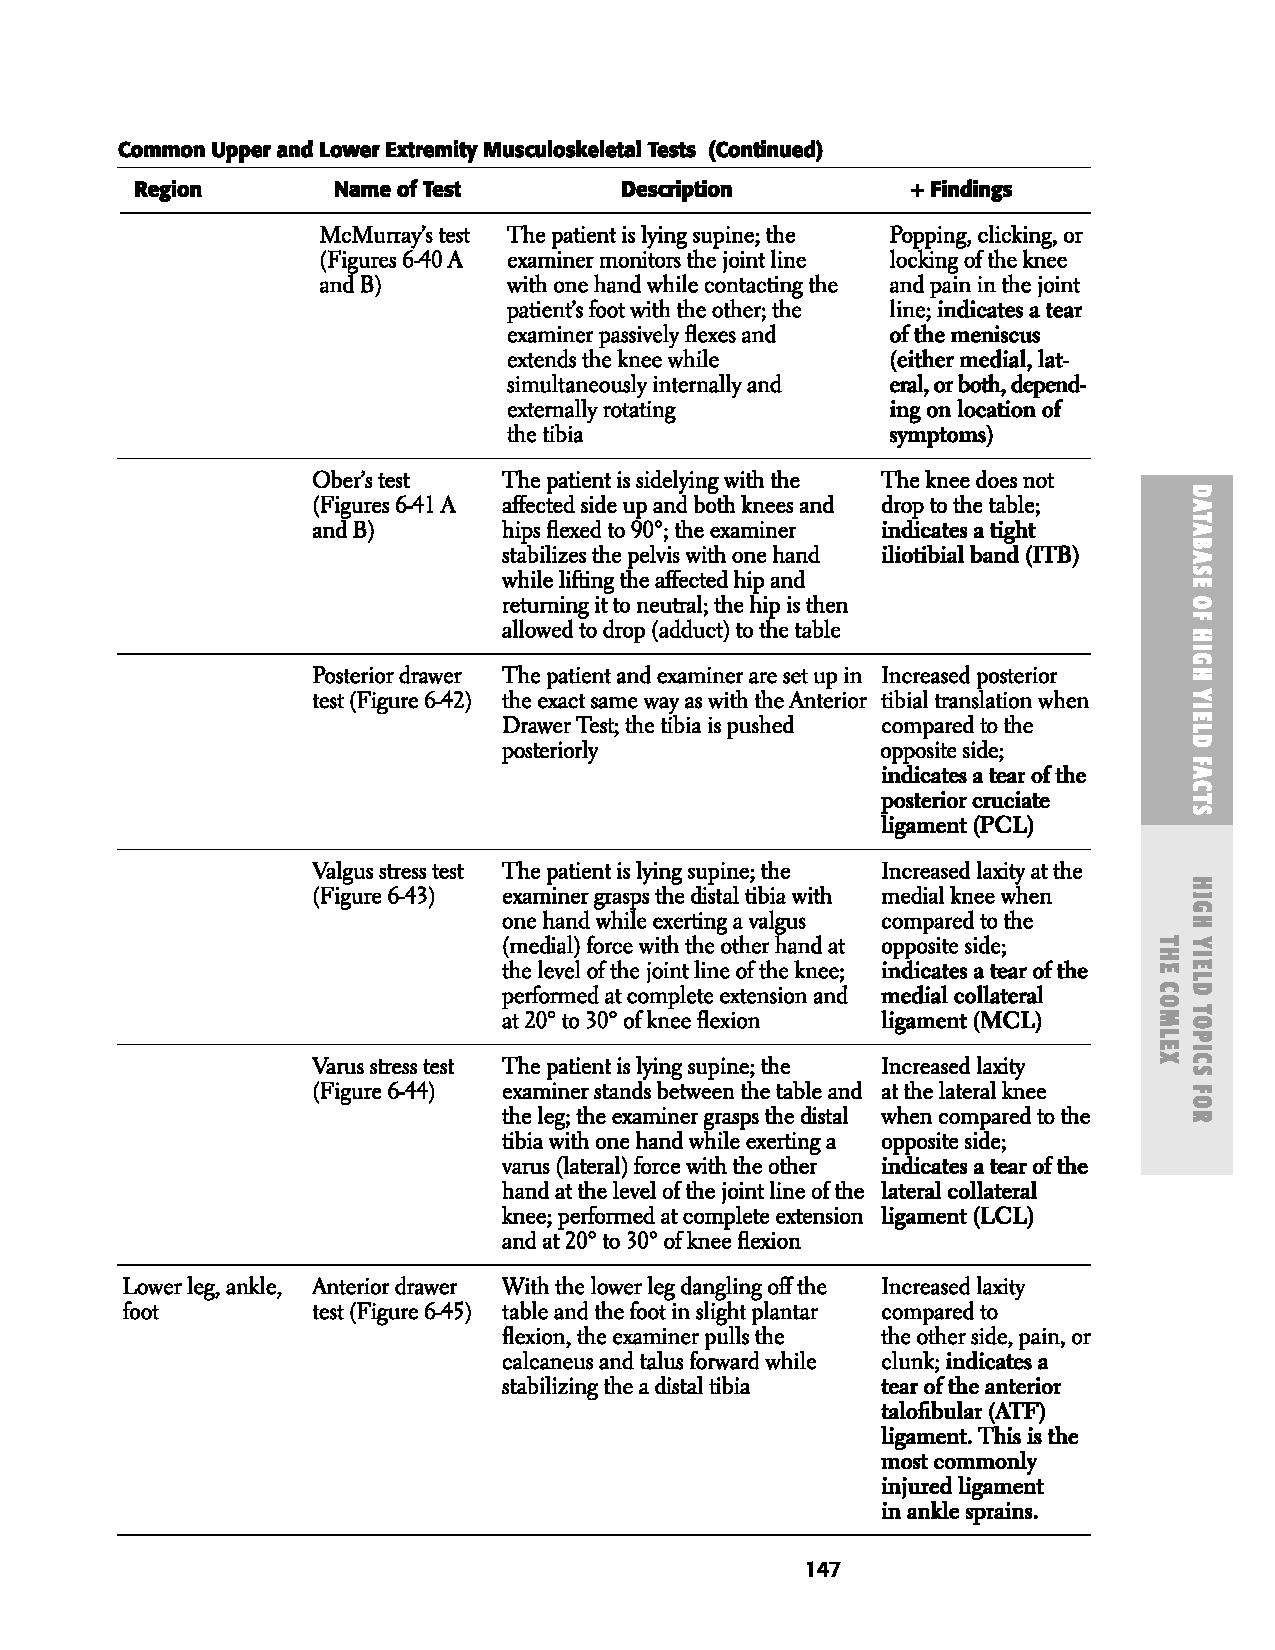 Common Upper and Lower Extremity Musculoskeletal Tests (Continued)
Region Name of Test Description + Findings
McMurray's test The patient is lying supine; the Popping, clicking, or
(Figures 6-40 A examiner monitors the joint line locking of the knee
and B) with one hand while contacting the and pain in the joint
patient's foot with the other; the line; indicates a tear
examiner passively flexes and of the meniscus
extends the knee while (either medial, lat-
simultaneously internally and eral, or both, depend-
externally rotating ing on location of
the tibia symptoms)
Ober's test The patient is sidelying with the The knee does not
(Figures 6-41 A affected side up and both knees and drop to the table;
and B) hips flexed to 90°; the examiner indicates a tight
stabilizes the pelvis with one hand iliotibial band (ITB)
while lifting the affected hip and
returning it to neutral; the hip is then
allowed to drop (adduct) to the table
Posterior drawer The patient and examiner are set up in Increased posterior
test (Figure 6-42) the exact same way as with the Anterior tibial translation when
Drawer Test; the tibia is pushed compared to the
posteriorly opposite side;
indicates a tear of the
posterior cruciate
ligament (PCL)
Valgus stress test The patient is lying supine; the Increased laxity at the
(Figure 6-43) examiner grasps the distal tibia with medial knee when
one hand while exerting a valgus compared to the
(medial) force with the other hand at opposite side;
the level of the joint line of the knee; indicates a tear of the
performed at complete extension and medial collateral
at 20° to 30° of knee flexion ligament (MCL)
Varus stress test The patient is lying supine; the Increased laxity
(Figure 6-44) examiner stands between the table and at the lateral knee
the leg; the examiner grasps the distal when compared to the
tibia with one hand while exerting a opposite side;
varus (lateral) force with the other indicates a tear of the
hand at the level of the joint line of the lateral collateral
knee; performed at complete extension ligament (LCL)
and at 20° to 30° of knee flexion
Lower leg, ankle, Anterior drawer With the lower leg dangling off the Increased laxity
foot test (Figure 6-45) table and the foot in slight plantar compared to
flexion, the examiner pulls the the other side, pain, or
calcaneus and talus forward while clunk; indicates a
stabilizing the a distal tibia tear of the anterior
talofibular (ATF)
ligament. This is the
most commonly
injured ligament
in ankle sprains.
147
DATABASE OF HIGH YIELD FACTS
HIGH YIELD TOPICS FOR
THE COMLEX